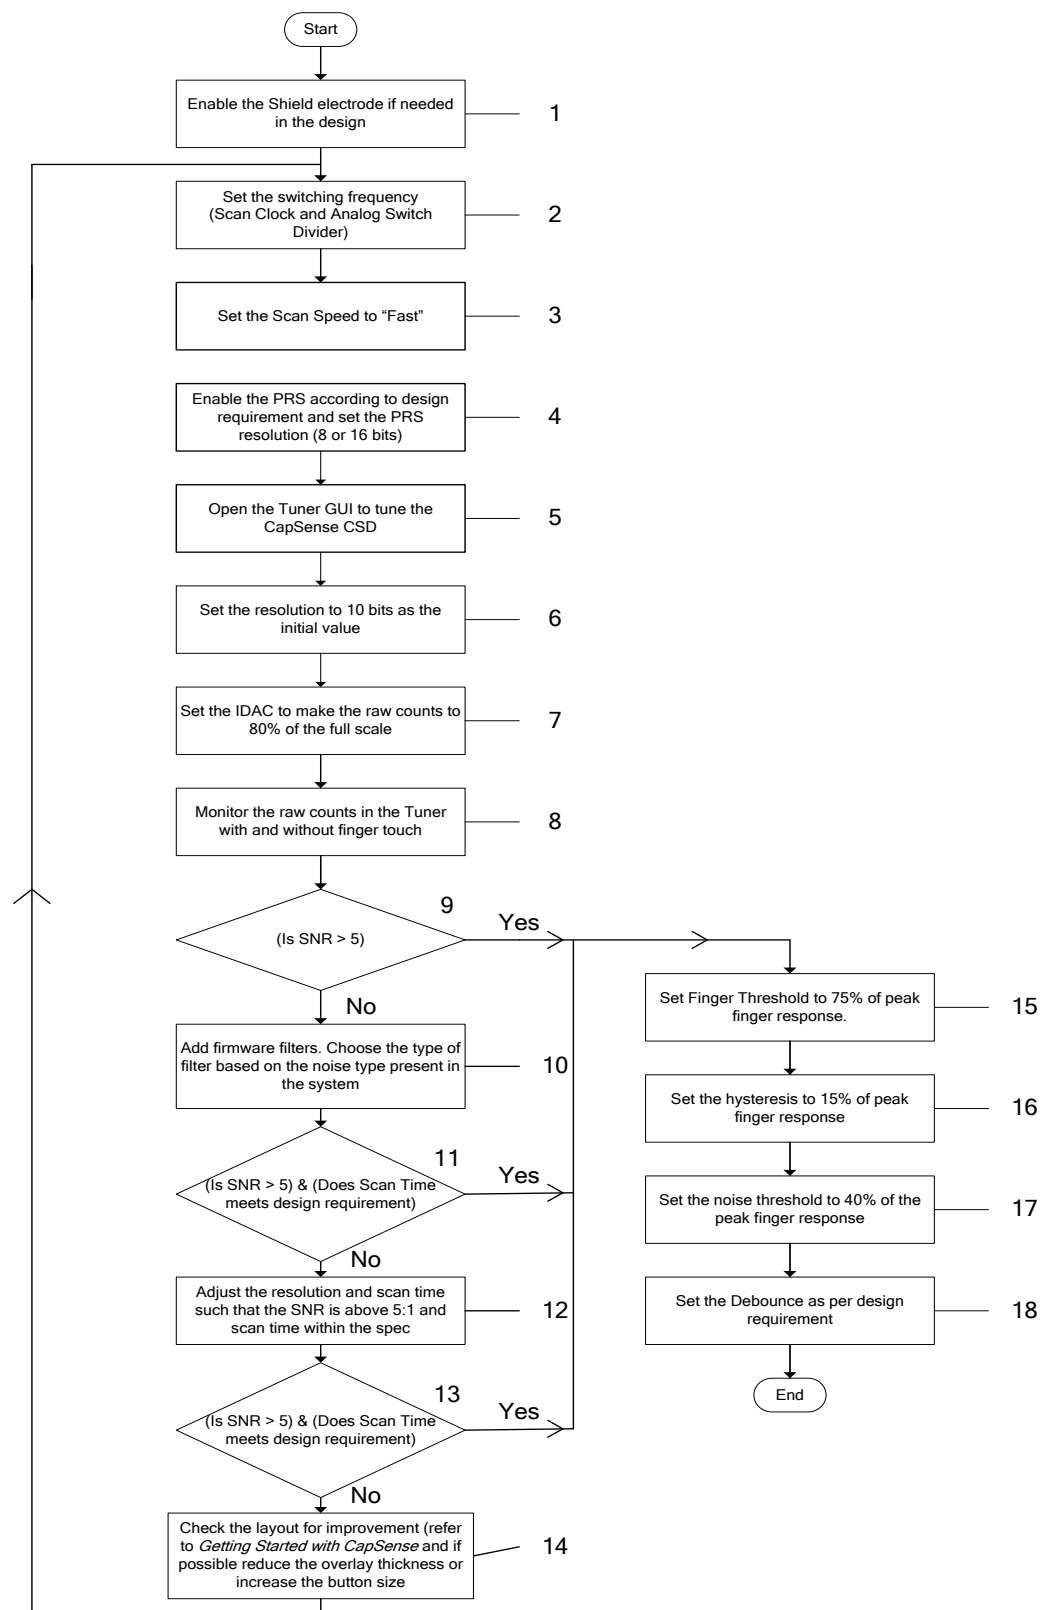 Start
Enable the Shield electrode if needed
in the design
1
Set the switching frequency
(Scan Clock and Analog Switch
Divider)
2
Set the Scan Speed to “Fast”
3
Enable the PRS according to design
requirement and set the PRS
resolution (8 or 16 bits)
4
Open the Tuner GUI to tune the
CapSense CSD
5
Set the resolution to 10 bits as the
initial value
6
Set the IDAC to make the raw counts to
80% of the full scale
7
Monitor the raw counts in the Tuner
with and without finger touch
8
(Is SNR > 5)
9
Yes
No
Add firmware filters. Choose the type of
filter based on the noise type present in
the system
10
(Is SNR > 5) & (Does Scan Time
meets design requirement)
11
Yes
No
Adjust the resolution and scan time
such that the SNR is above 5:1 and
scan time within the spec
12
(Is SNR > 5) & (Does Scan Time
meets design requirement)
13
Yes
No
Check the layout for improvement (refer
to Getting Started with CapSense and if
possible reduce the overlay thickness or
increase the button size
14
Set Finger Threshold to 75% of peak
finger response.
15
Set the hysteresis to 15% of peak
finger response
16
Set the noise threshold to 40% of the
peak finger response
17
Set the Debounce as per design
requirement
18
End